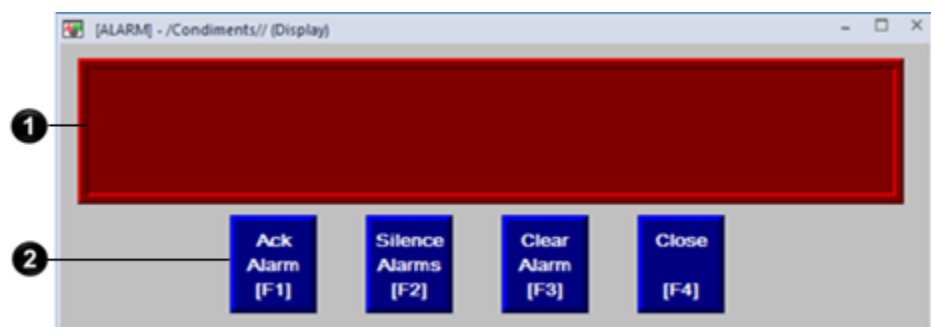 [ALARM] - /Condiments// (Display)
1
2
Ack
Alarm
[F1]
Silence
Alarms
[F2]
Clear
Alarm
[F3]
Close
[F4]